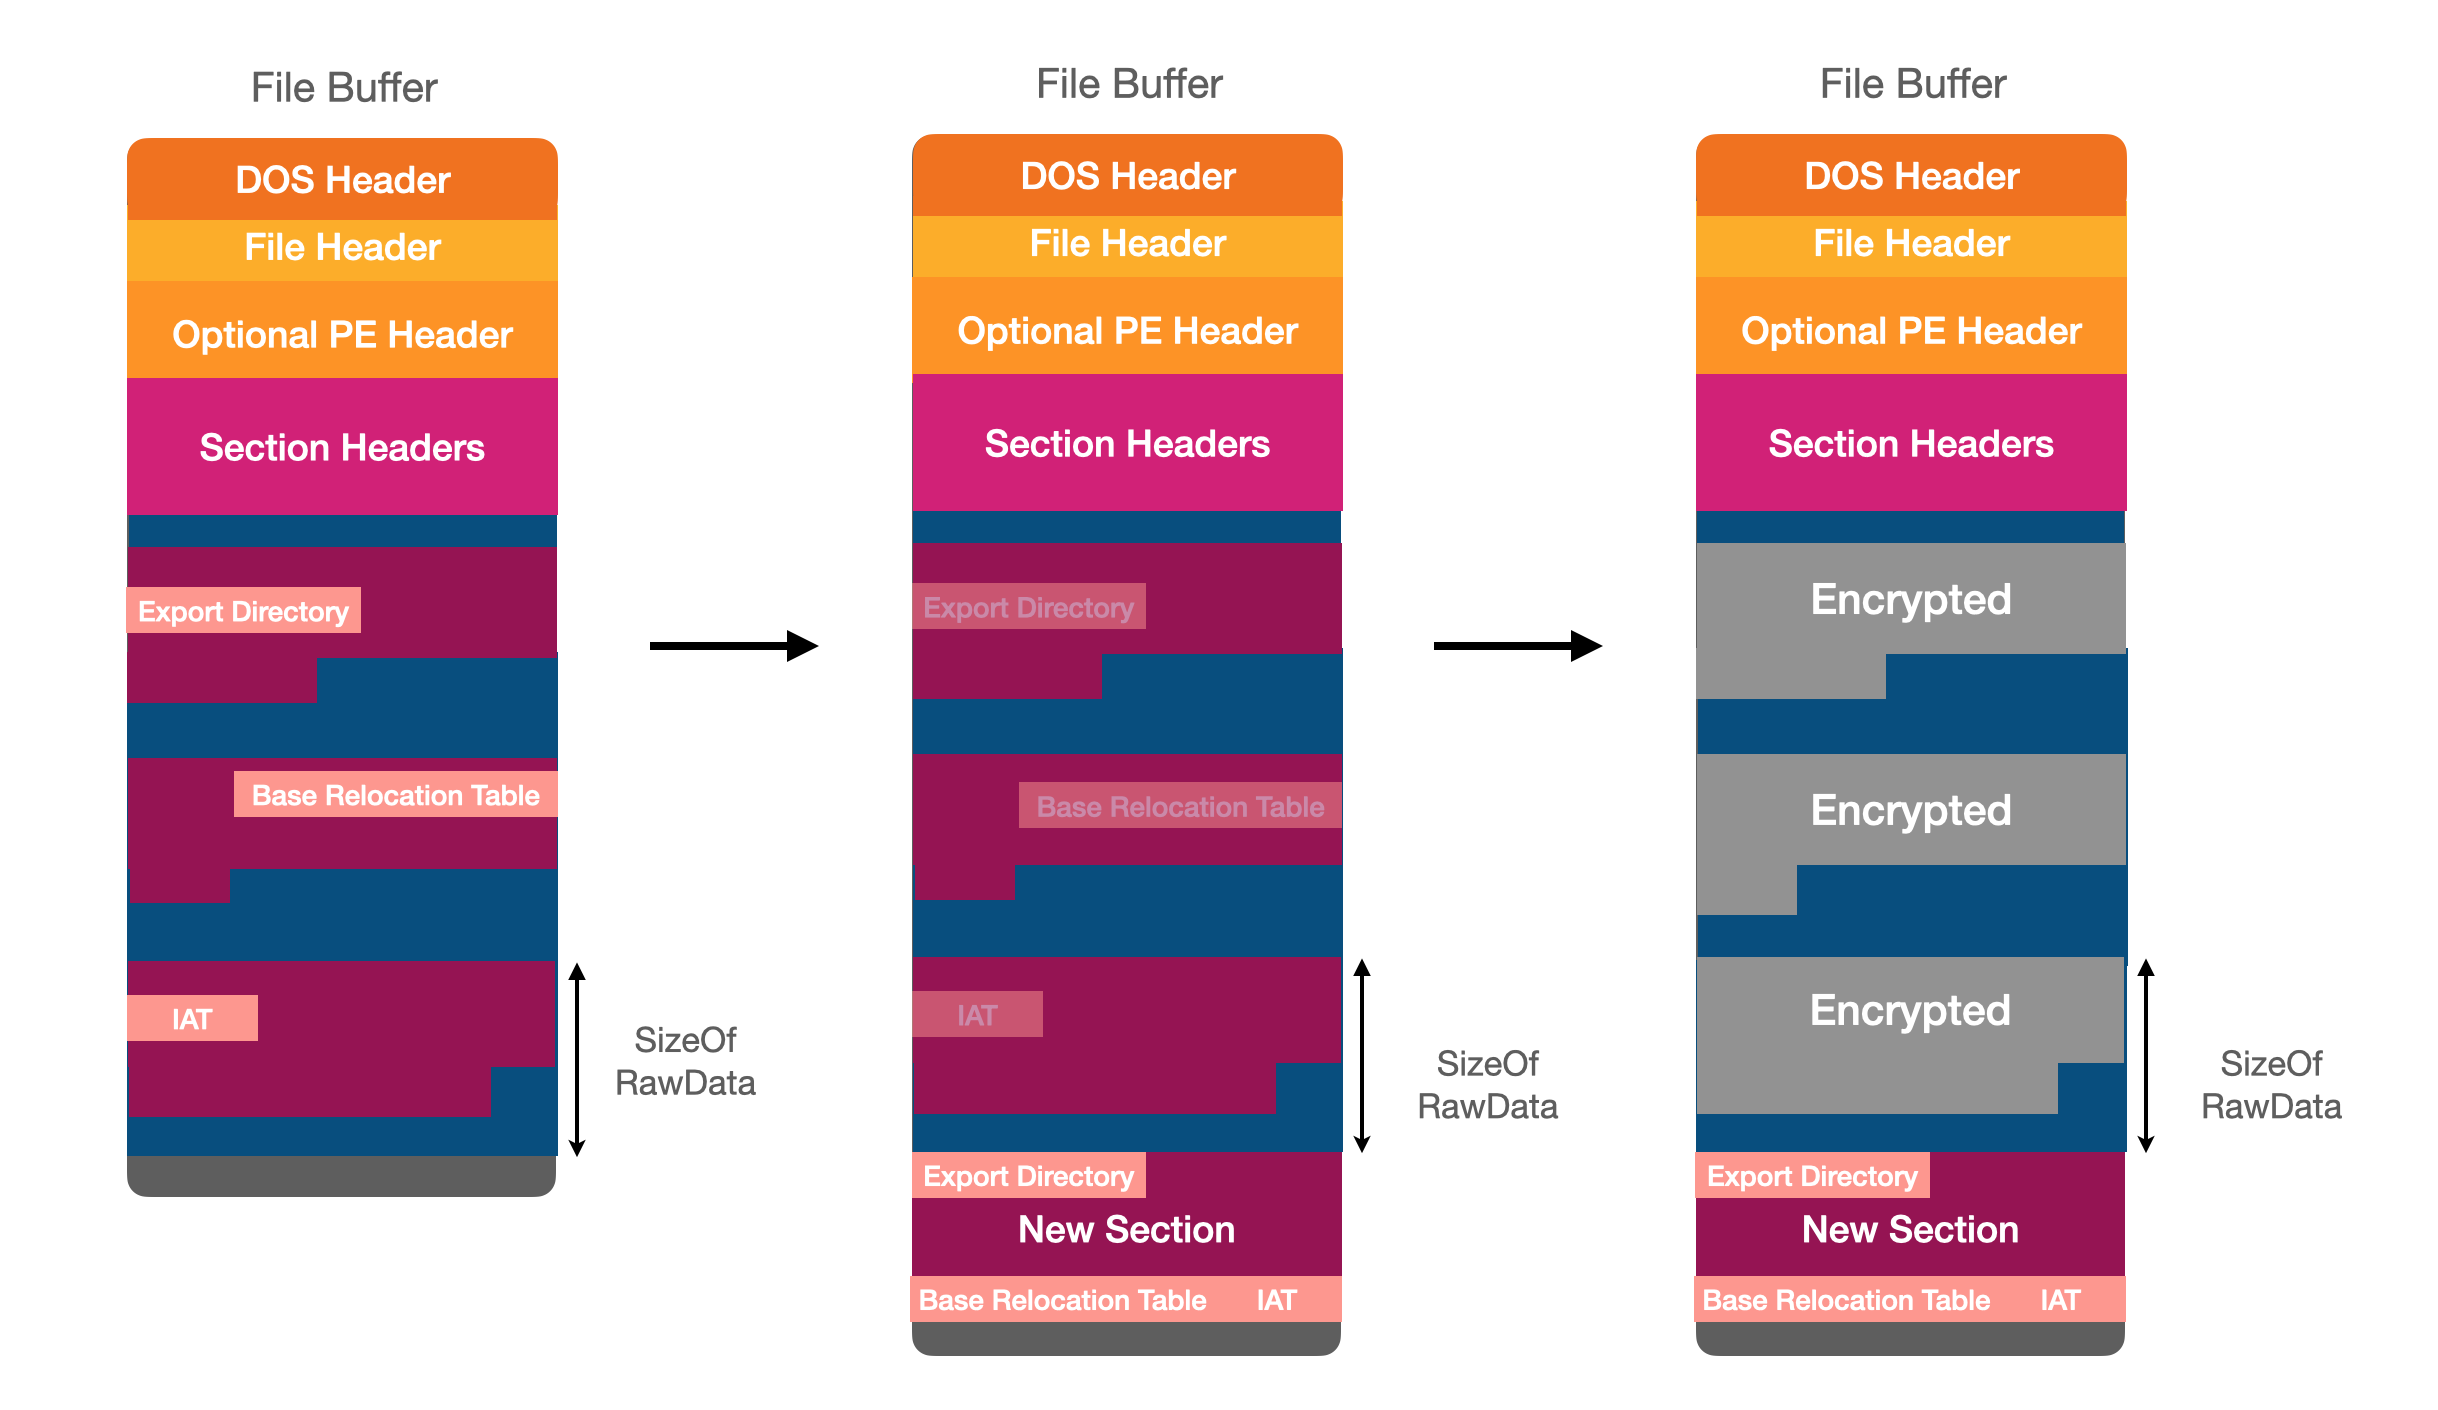 File Buffer
DOS Header
File Header
Optional PE Header
Section Headers
Export Directory
Base Relocation Table
IAT
SizeOf
RawData
File Buffer
DOS Header
File Header
Optional PE Header
Section Headers
Export Directory
Base Relocation Table
IAT
SizeOf
RawData
Export Directory
New Section
Base Relocation Table IAT
File Buffer
DOS Header
File Header
Optional PE Header
Section Headers
Encrypted
Encrypted
Encrypted
SizeOf
RawData
Export Directory
New Section
Base Relocation Table IAT